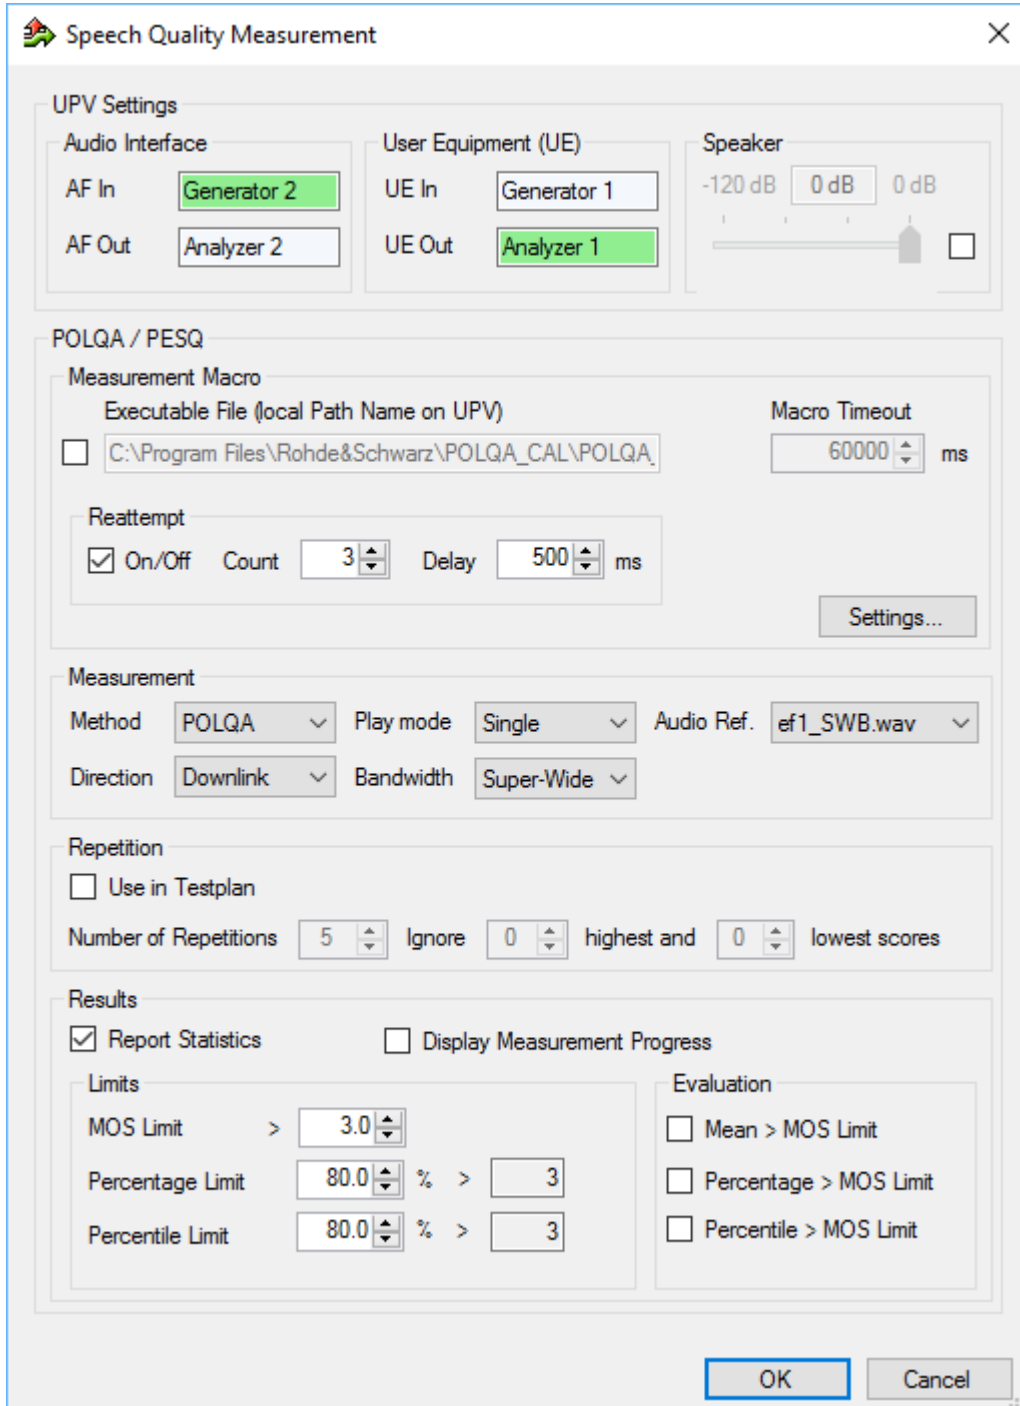 Speech Quality Measurement
UPV Settings
Audio Interface
AF In Generator 2
AF Out Analyzer 2
User Equipment (UE)
UE In Generator 1
UE Out Analyzer 1
Speaker
-120 dB 0 dB 0 dB
POLQA / PESQ
Measurement Macro
Executable File (local Path Name on UPV) Macro Timeout
C:\Program Files\Rohde&Schwarz\POLQA_CAL\POLQA_ 60000 ms
Reattempt
On/Off Count 3 Delay 500 ms
Settings...
Measurement
Method POLQA Play mode Single Audio Ref. ef1_SWB.wav
Direction Downlink Bandwidth Super-Wide
Repetition
Use in Testplan
Number of Repetitions 5 Ignore 0 highest and 0 lowest scores
Results
Report Statistics Display Measurement Progress
Limits
MOS Limit > 3.0
Percentage Limit 80.0 % > 3
Percentile Limit 80.0 % > 3
Evaluation
Mean > MOS Limit
Percentage > MOS Limit
Percentile > MOS Limit
OK Cancel